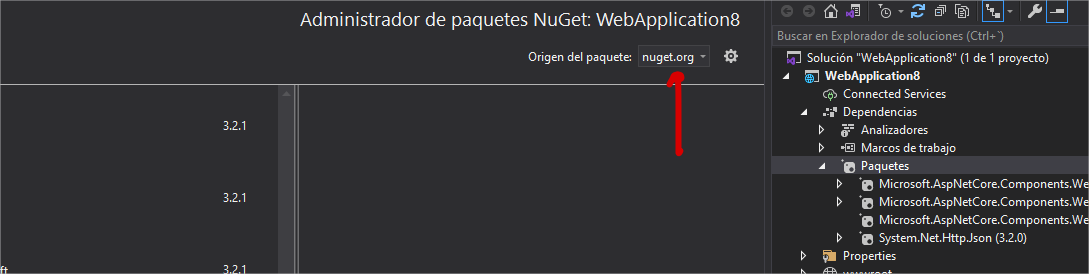 Administrador de paquetes NuGet: WebApplication8
Origen del paquete: nuget.org
3.2.1
3.2.1
3.2.1
Buscar en Explorador de soluciones (Ctrl+`)
Solución "WebApplication8" (1 de 1 proyecto)
WebApplication8
Connected Services
Dependencias
Analizadores
Marcos de trabajo
Paquetes
Microsoft.AspNetCore.Components.We
Microsoft.AspNetCore.Components.We
Microsoft.AspNetCore.Components.We
System.Net.Http.Json (3.2.0)
Properties